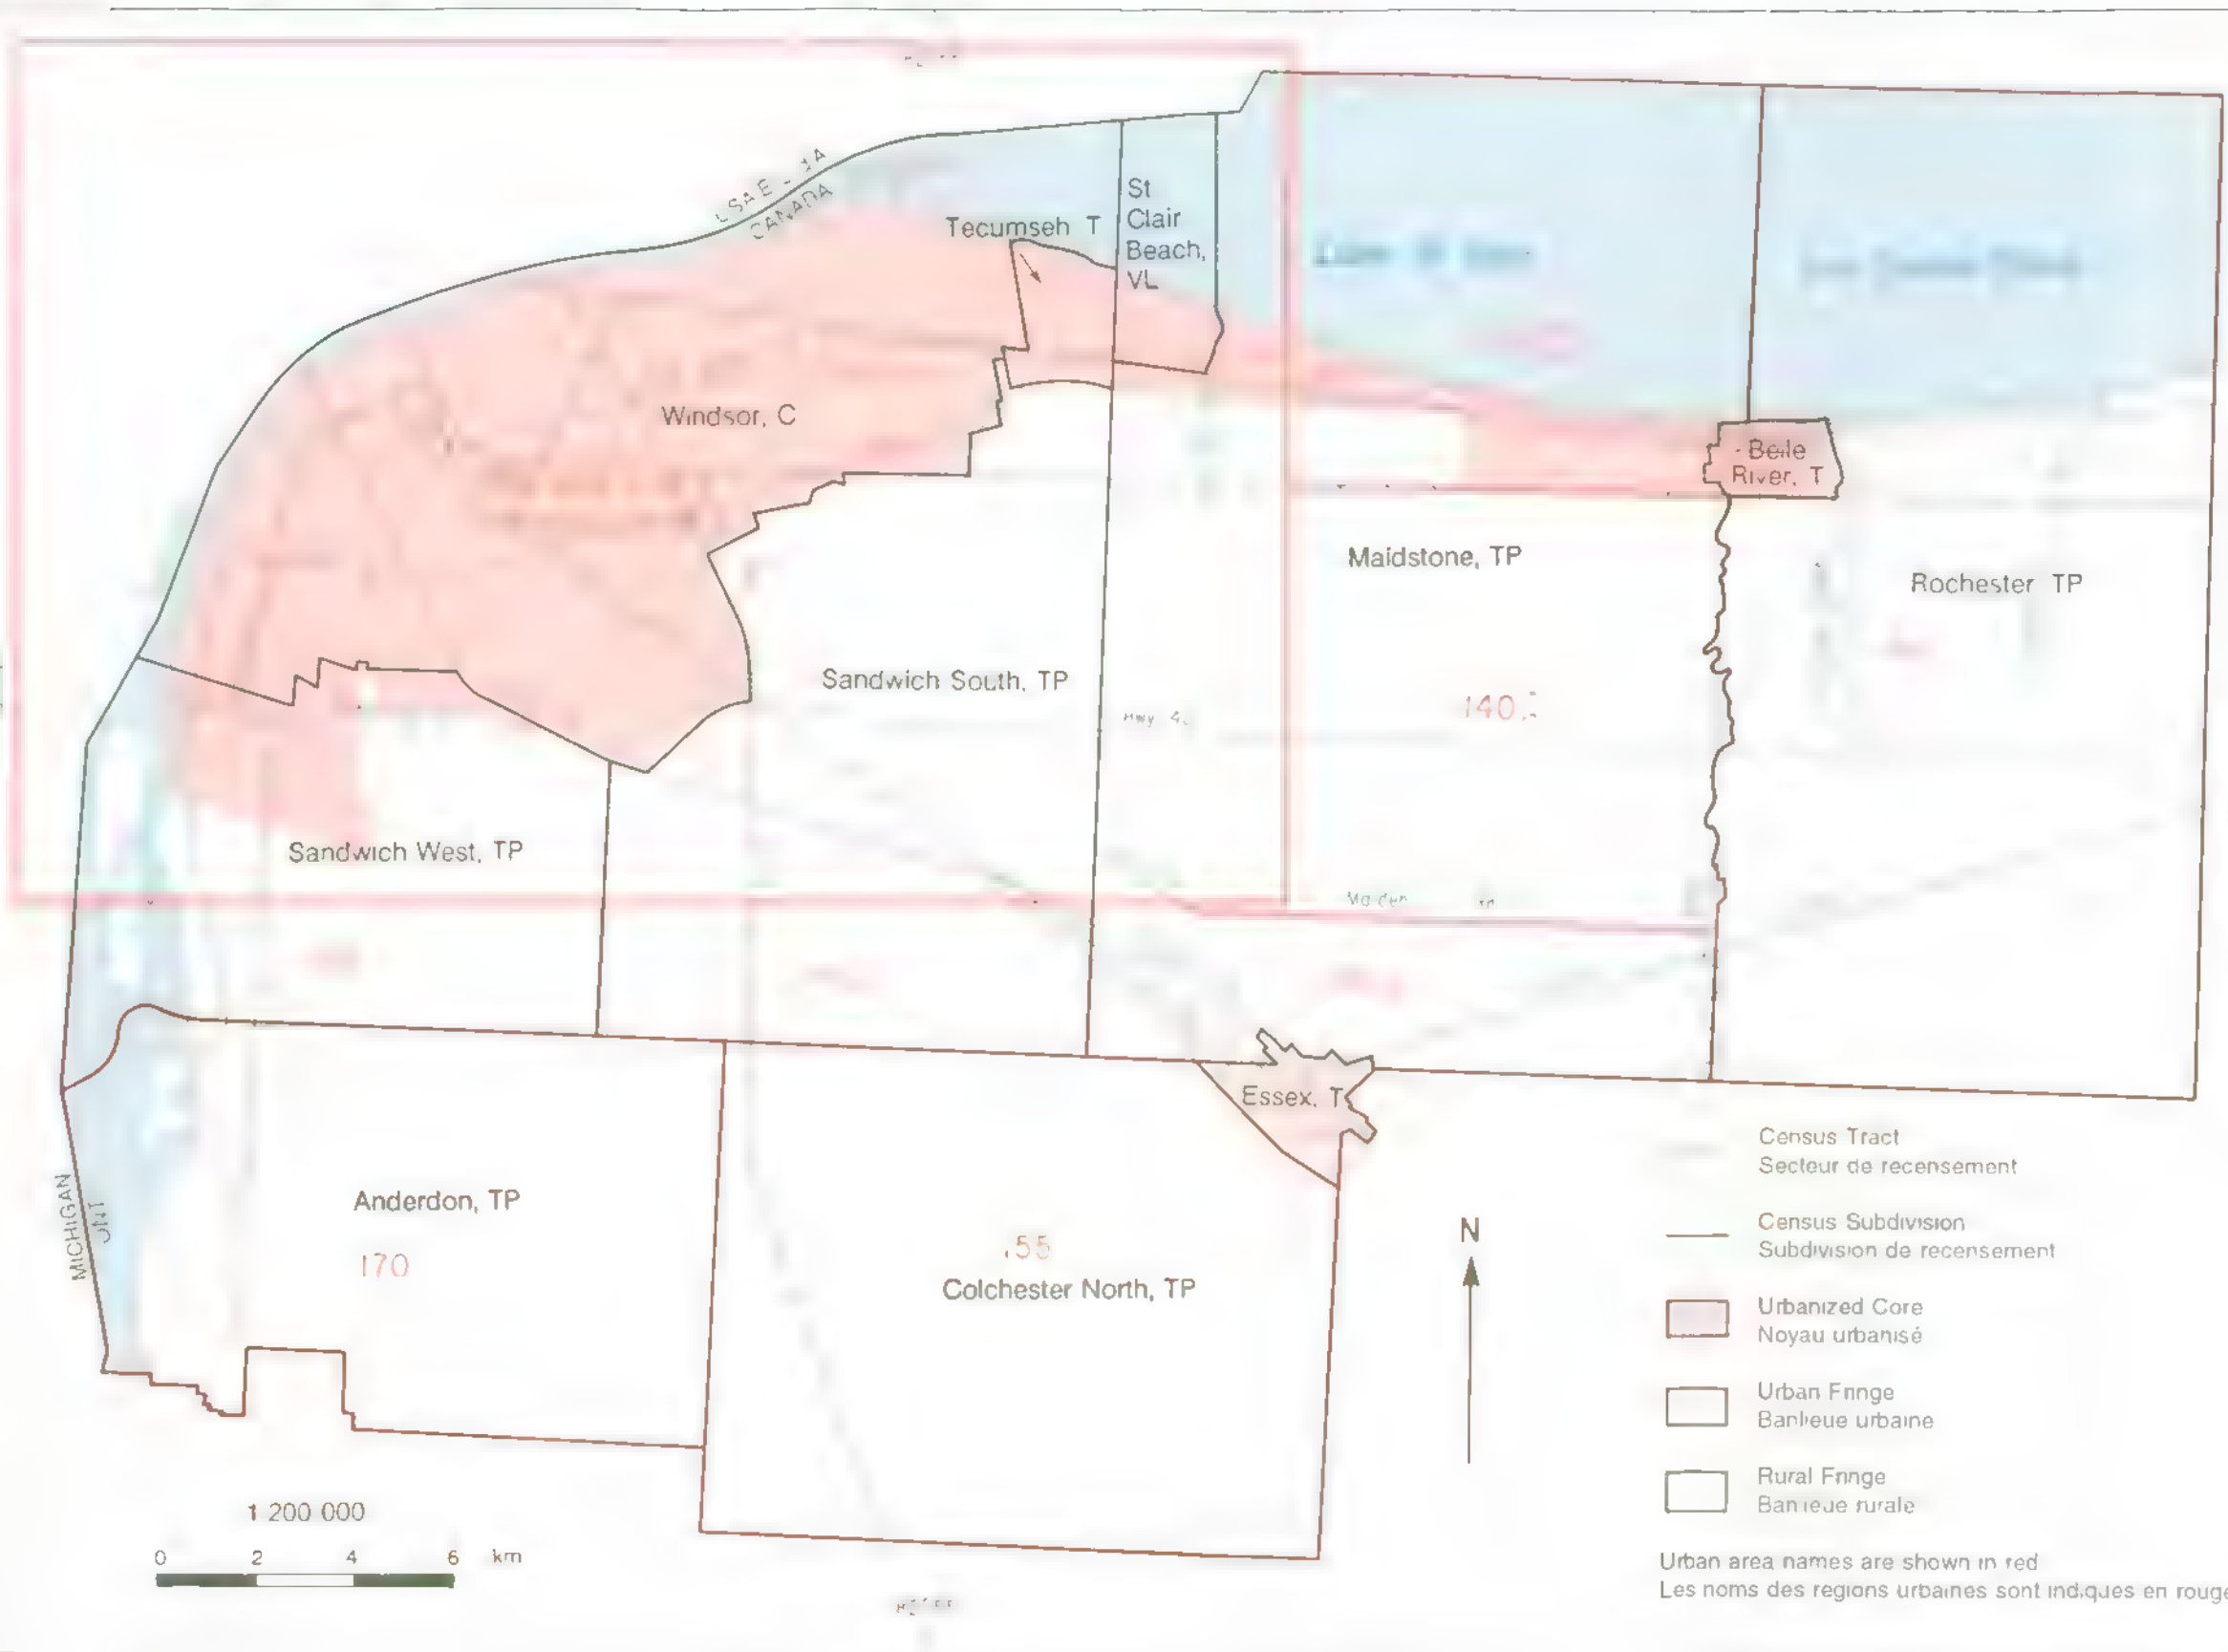 CANADA
Tecumseh T
St
Clair
Beach,
VL
Windsor, C
Belle
River, T
Maidstone, TP
Rochester TP
Sandwich South, TP
Hwy
Sandwich West, TP
Essex, T
MICHIGAN
ONT
Anderdon, TP
170
Colchester North, TP
N
Census Tract
Secteur de recensement
Census Subdivision
Subdivision de recensement
Urbanized Core
Noyau urbanisé
Urban Fringe
Banlieue urbaine
Rural Fringe
Banlieue rurale
1 200 000
0 2 4 6 km
Urban area names are shown in red
Les noms des regions urbaines sont indiques en rouge